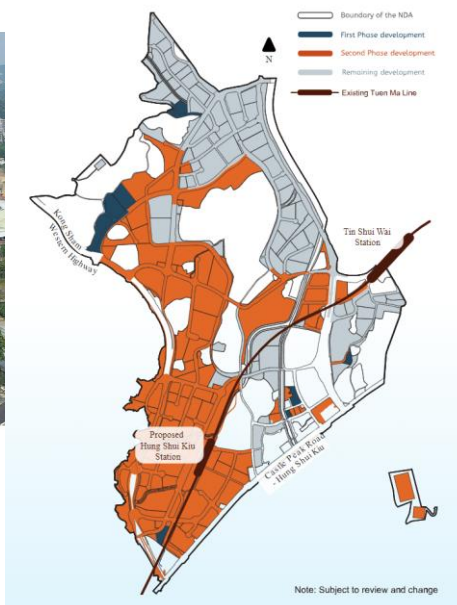 Boundary of the NDA
First Phase development
Second Phase development
Remaining development
Existing Tuen Ma Line
N
Kong Sham
Western Highway
Tin Shui Wai
Station
Proposed
Hung Shui Kiu
Station
Castle Peak Road
- Hung Shui Kiu
Note: Subject to review and change